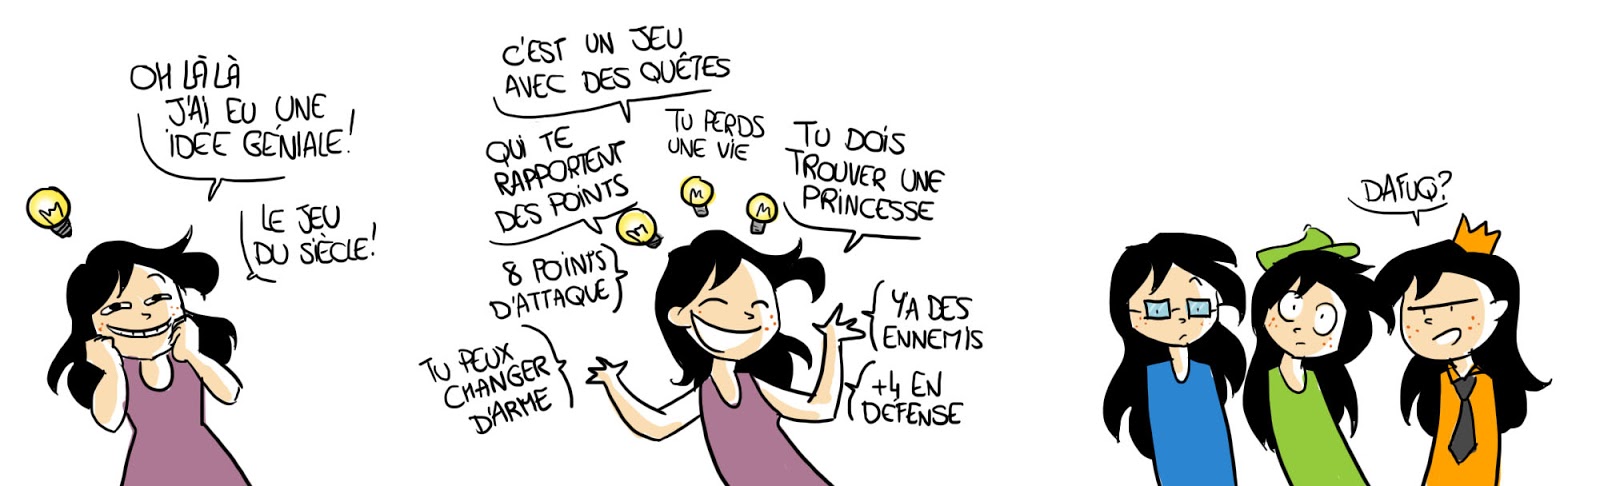 OH LÀ LÀ
J'AI EU UNE
IDÉE GÉNIALE!
LE JEU
DU SIÈCLE!
C'EST UN JEU
AVEC DES QUÊTES
QUI TE
RAPPORTENT
DES POINTS
TU PERDS
UNE VIE
TU DOIS
TROUVER UNE
PRINCESSE
8 POINTS
D'ATTAQUE
TU PEUX
CHANGER
D'ARME
Y'A DES
ENNEMIS
+4 EN
DEFENSE
DAFUQ?